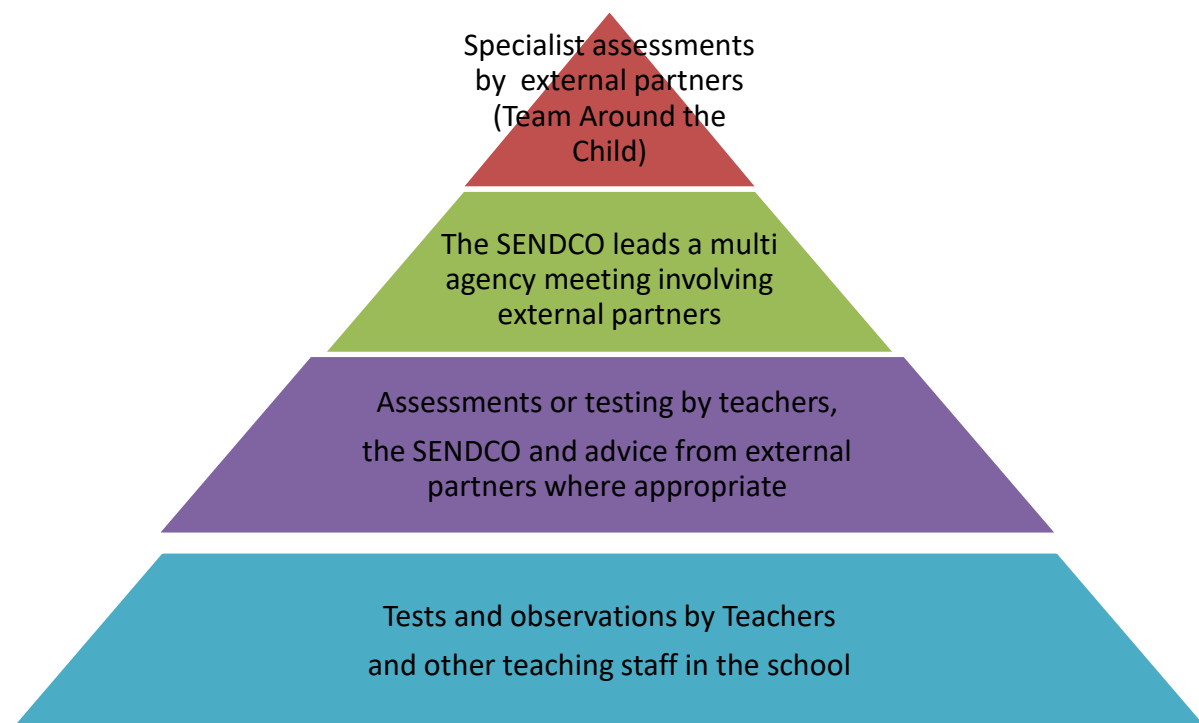 Specialist assessments
by external partners
(Team Around the
Child)
The SENDCO leads a multi
agency meeting involving
external partners
Assessments or testing by teachers,
the SENDCO and advice from external
partners where appropriate
Tests and observations by Teachers
and other teaching staff in the school